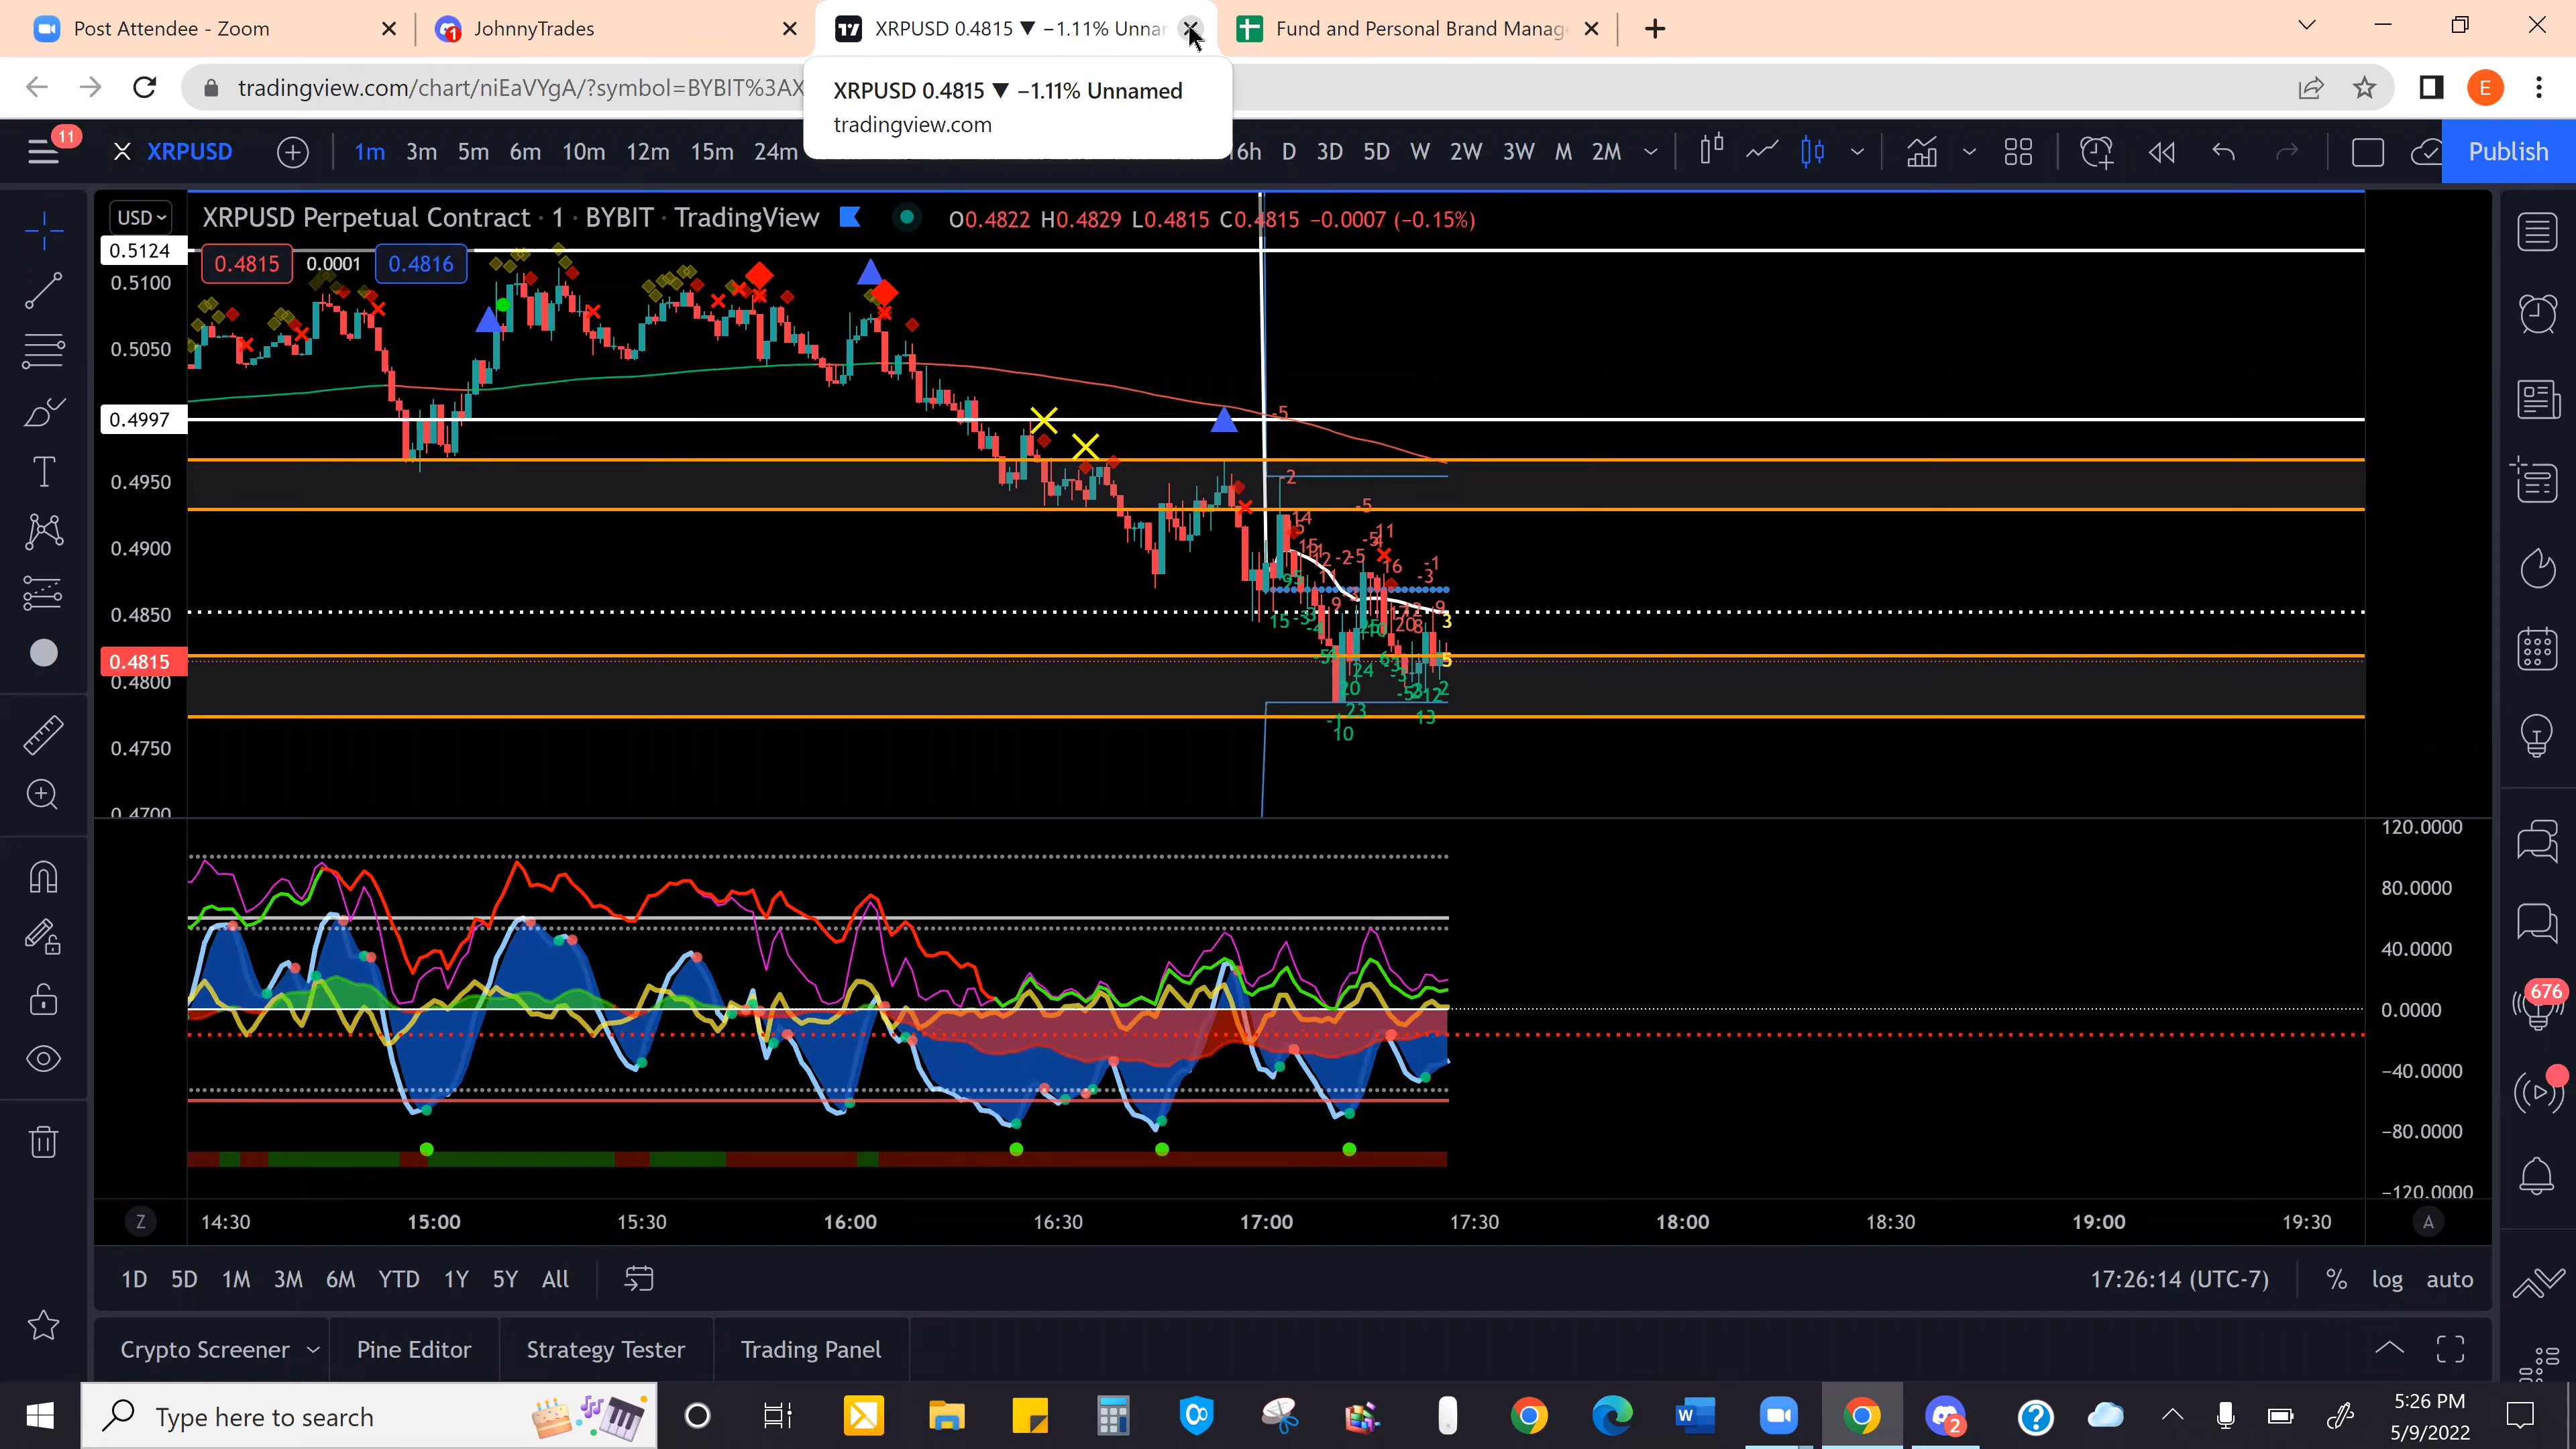 Post Attendee - Zoom
JohnnyTrades
XRPUSD 0.4815 ▼ −1.11% Unnar
Fund and Personal Brand Manag
tradingview.com/chart/niEaVYgA/?symbol=BYBIT%3AX
E
XRPUSD 0.4815 ▼ −1.11% Unnamed
tradingview.com
11
XRPUSD
1m 3m 5m 6m 10m 12m 15m 24m
D 3D 5D W 2W 3W M 2M
Publish
USD
XRPUSD Perpetual Contract · 1 · BYBIT · TradingView
O0.4822 H0.4829 L0.4815 C0.4815 −0.0007 (−0.15%)
0.4815 0.0001 0.4816
0.5124
0.5100
0.5050
0.4997
0.4950
0.4900
0.4850
0.4815
0.4800
0.4750
0.4700
120.0000
80.0000
40.0000
0.0000
−40.0000
−80.0000
−120.0000
676
Z
14:30 15:00 15:30 16:00 16:30 17:00 17:30 18:00 18:30 19:00 19:30
A
1D 5D 1M 3M 6M YTD 1Y 5Y All
17:26:14 (UTC-7)
% log auto
Crypto Screener
Pine Editor
Strategy Tester
Trading Panel
Type here to search
2
5:26 PM
5/9/2022